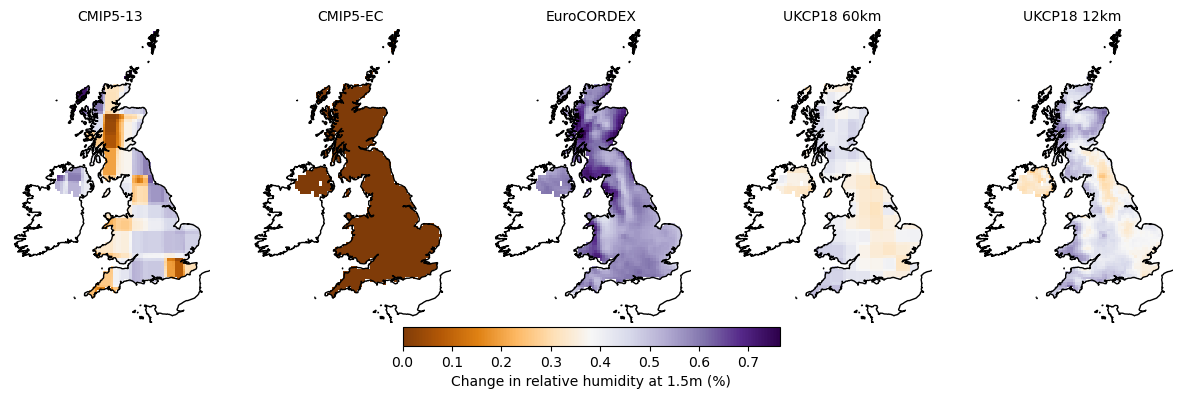 CMIP5-13 CMIP5-EC EuroCORDEX UKCP18 60km UKCP18 12km
0.0 0.1 0.2 0.3 0.4 0.5 0.6 0.7
Change in relative humidity at 1.5m (%)